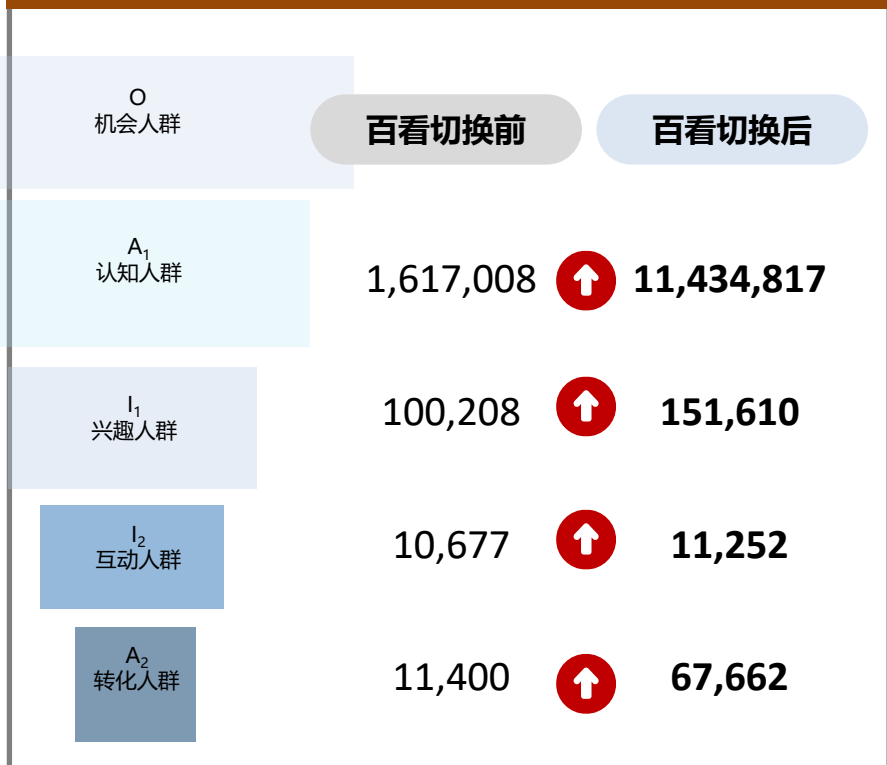 O
机会人群
百看切换前
百看切换后
A₁
认知人群
1,617,008
11,434,817
I₁
兴趣人群
100,208
151,610
I₂
互动人群
10,677
11,252
A₂
转化人群
11,400
67,662